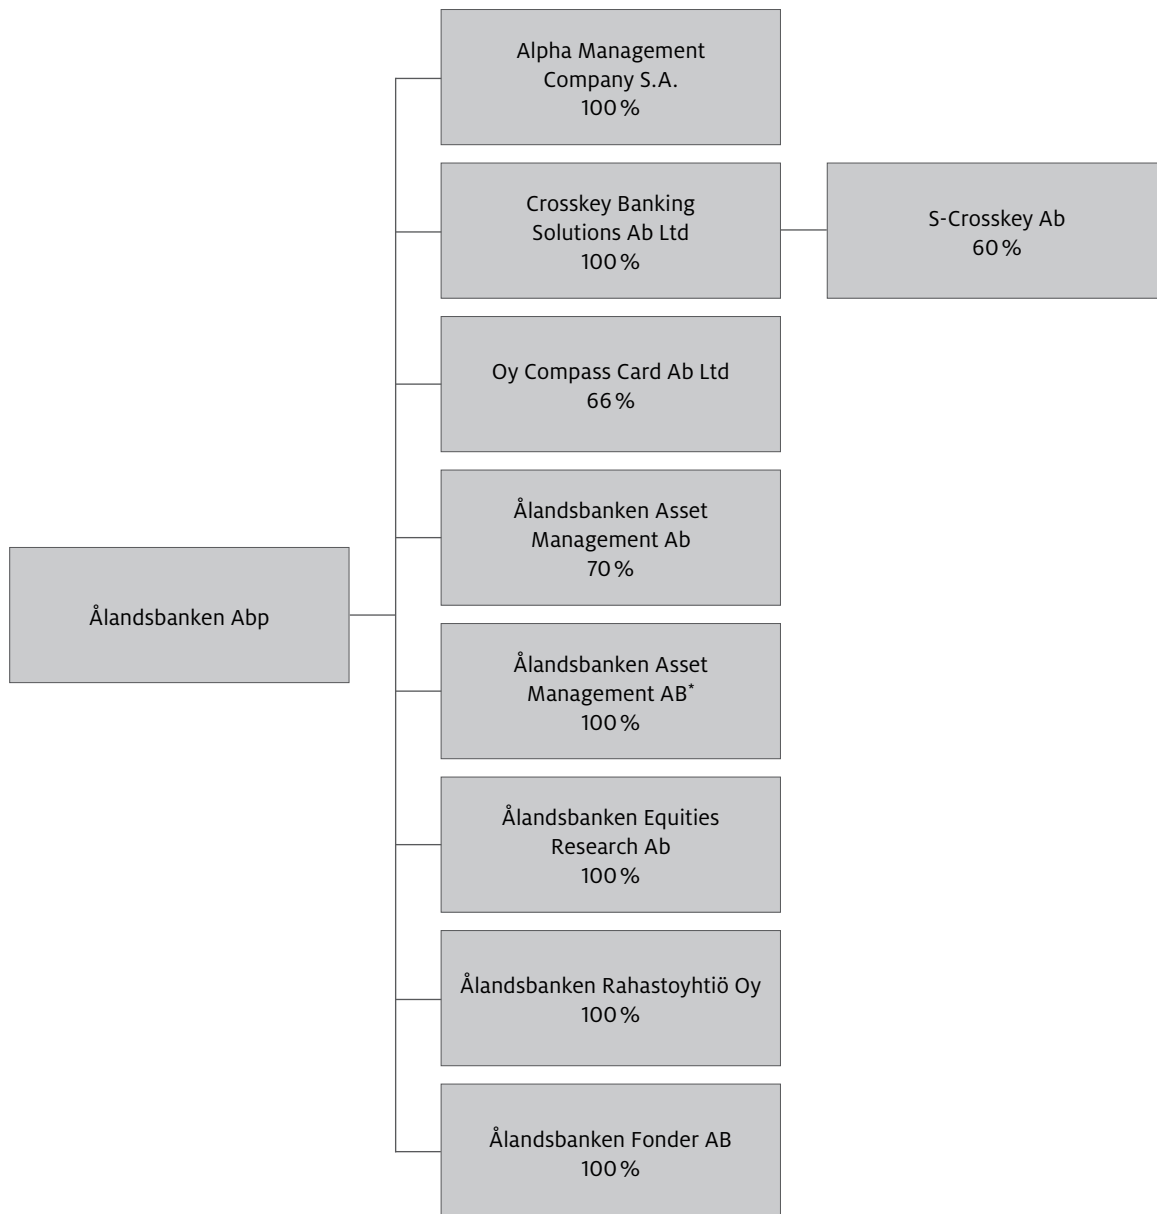 Alpha Management
Company S.A.
100 %
Crosskey Banking
Solutions Ab Ltd
100 %
S-Crosskey Ab
60 %
Oy Compass Card Ab Ltd
66 %
Ålandsbanken Asset
Management Ab
70 %
Ålandsbanken Abp
Ålandsbanken Asset
Management AB*
100 %
Ålandsbanken Equities
Research Ab
100 %
Ålandsbanken Rahastoyhtiö Oy
100 %
Ålandsbanken Fonder AB
100 %